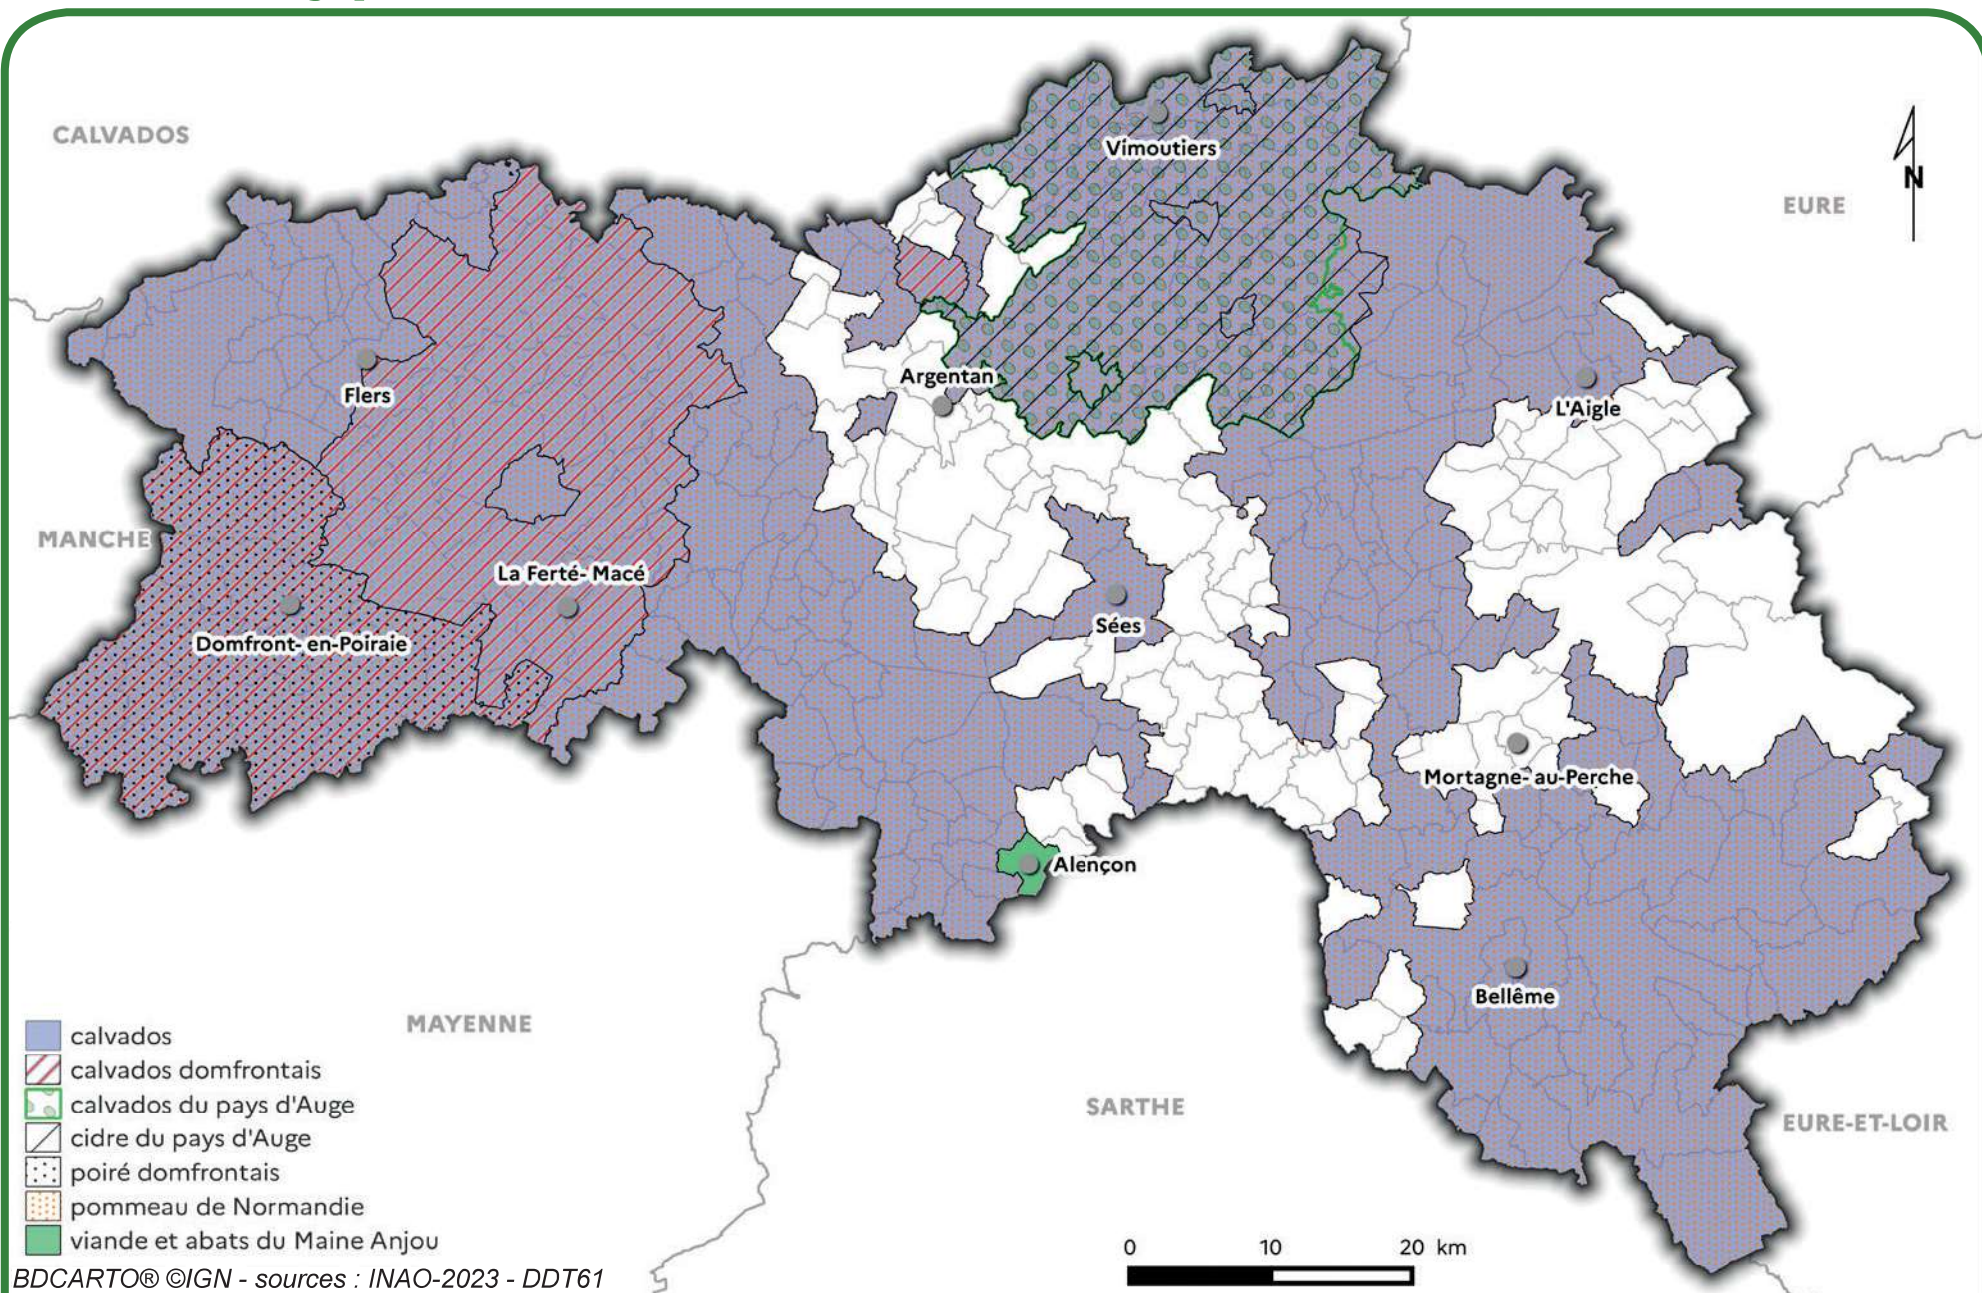 CALVADOS
Vimoutiers
EURE
N
Argentan
Flers
L'Aigle
MANCHE
La Ferté-Macé
Sées
Domfront-en-Poiraie
Mortagne-au-Perche
Alençon
Bellême
MAYENNE
SARTHE
EURE-ET-LOIR
calvados
calvados domfrontais
calvados du pays d'Auge
cidre du pays d'Auge
poiré domfrontais
pommeau de Normandie
viande et abats du Maine Anjou
0 10 20 km
BDCARTO® ©IGN - sources : INAO-2023 - DDT61